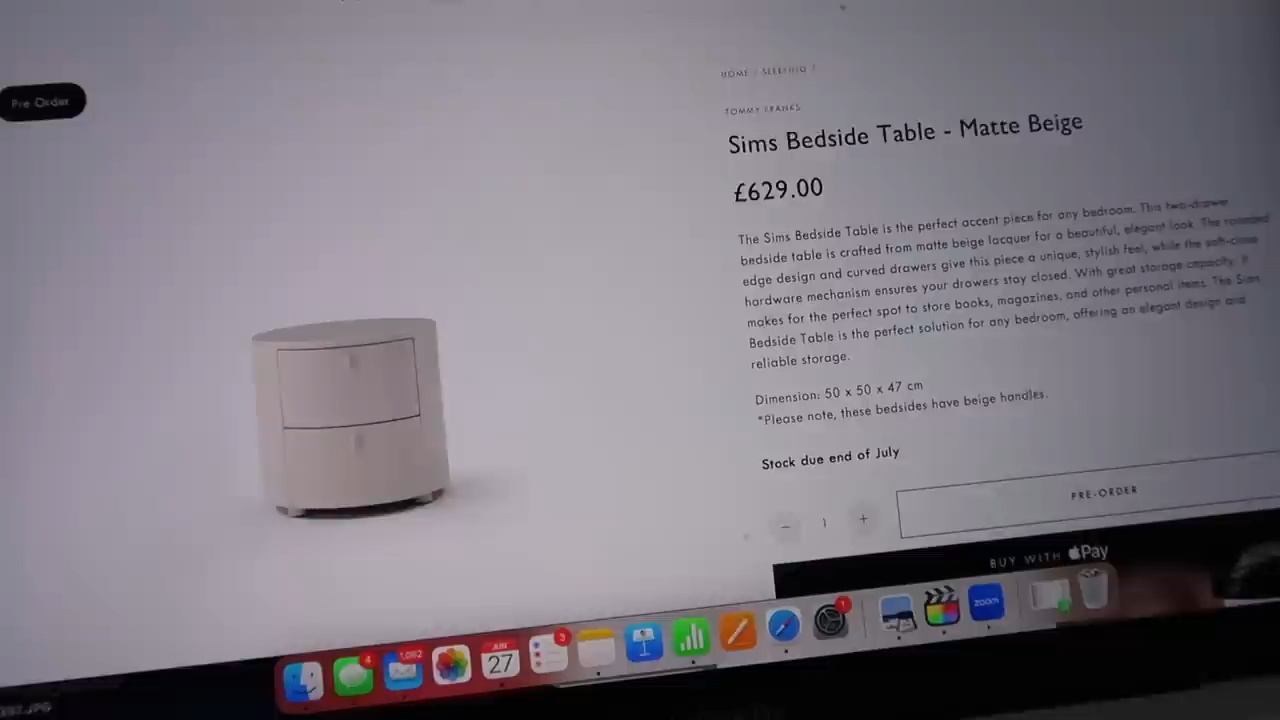 Pre Order
HOME / SLEEPING /
TOMMY FRANKS
Sims Bedside Table - Matte Beige
£629.00
The Sims Bedside Table is the perfect accent piece for any bedroom. This two-drawer
bedside table is crafted from matte beige lacquer for a beautiful, elegant look. The rounded
edge design and curved drawers give this piece a unique, stylish feel, while the soft-close
hardware mechanism ensures your drawers stay closed. With great storage capacity, it
makes for the perfect spot to store books, magazines, and other personal items. The Sims
Bedside Table is the perfect solution for any bedroom, offering an elegant design and
reliable storage.
Dimension: 50 x 50 x 47 cm
*Please note, these bedsides have beige handles.
Stock due end of July
− 1 +
PRE-ORDER
BUY WITH Pay
4
1,092
JUN
27
3
1
zoom
.JPG